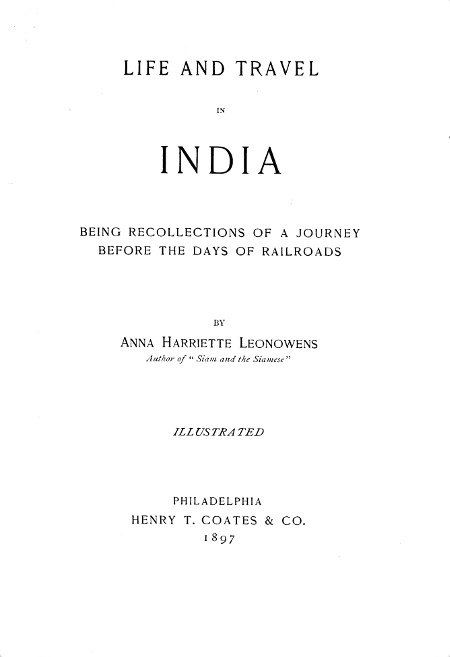 LIFE AND TRAVEL
IN
INDIA
BEING RECOLLECTIONS OF A JOURNEY
BEFORE THE DAYS OF RAILROADS
BY
ANNA HARRIETTE LEONOWENS
Author of "Siam and the Siamese"
ILLUSTRATED
PHILADELPHIA
HENRY T. COATES & CO.
1897